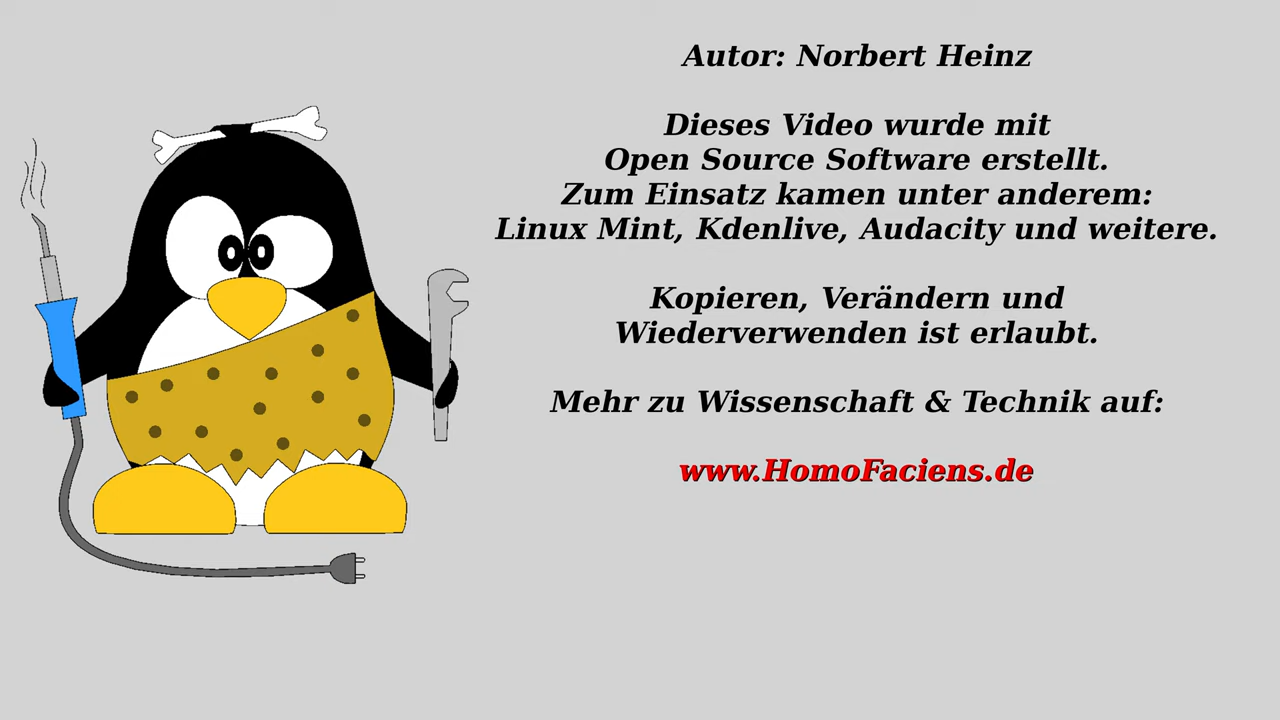 Autor: Norbert Heinz
Dieses Video wurde mit
Open Source Software erstellt.
Zum Einsatz kamen unter anderem:
Linux Mint, Kdenlive, Audacity und weitere.
Kopieren, Verändern und
Wiederverwenden ist erlaubt.
Mehr zu Wissenschaft & Technik auf:
www.HomoFaciens.de